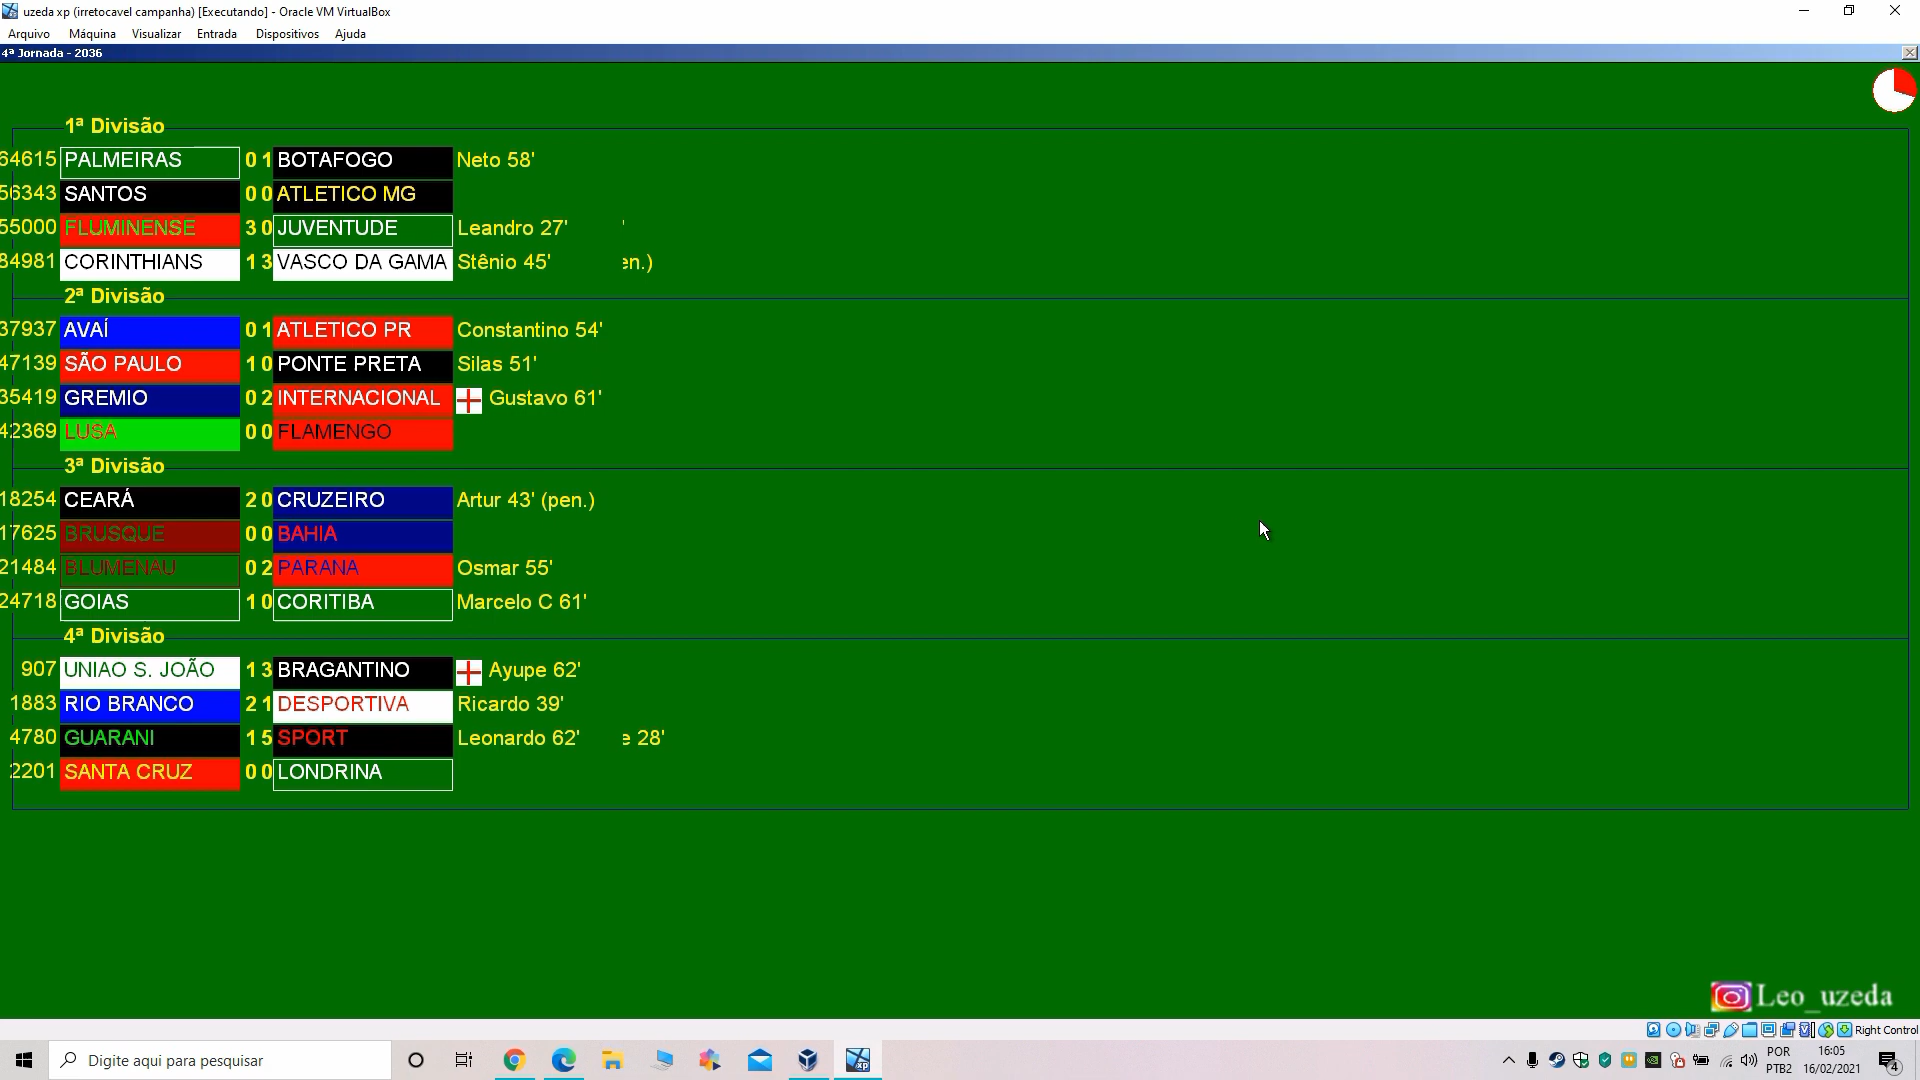 uzeda xp (irretocavel campanha) [Executando] - Oracle VM VirtualBox
Arquivo Máquina Visualizar Entrada Dispositivos Ajuda
4ª Jornada - 2036
1ª Divisão
64615 PALMEIRAS 0 1 BOTAFOGO Neto 58'
56343 SANTOS 0 0 ATLETICO MG
55000 FLUMINENSE 3 0 JUVENTUDE Leandro 27' '
84981 CORINTHIANS 1 3 VASCO DA GAMA Stênio 45' en.)
2ª Divisão
37937 AVAÍ 0 1 ATLETICO PR Constantino 54'
47139 SÃO PAULO 1 0 PONTE PRETA Silas 51'
35419 GREMIO 0 2 INTERNACIONAL Gustavo 61'
42369 LUSA 0 0 FLAMENGO
3ª Divisão
18254 CEARÁ 2 0 CRUZEIRO Artur 43' (pen.)
17625 BRUSQUE 0 0 BAHIA
21484 BLUMENAU 0 2 PARANA Osmar 55'
24718 GOIAS 1 0 CORITIBA Marcelo C 61'
4ª Divisão
907 UNIAO S. JOÃO 1 3 BRAGANTINO Ayupe 62'
1883 RIO BRANCO 2 1 DESPORTIVA Ricardo 39'
4780 GUARANI 1 5 SPORT Leonardo 62' e 28'
2201 SANTA CRUZ 0 0 LONDRINA
Leo_uzeda
Right Control
Digite aqui para pesquisar
xp
POR
PTB2
16:05
16/02/2021
4